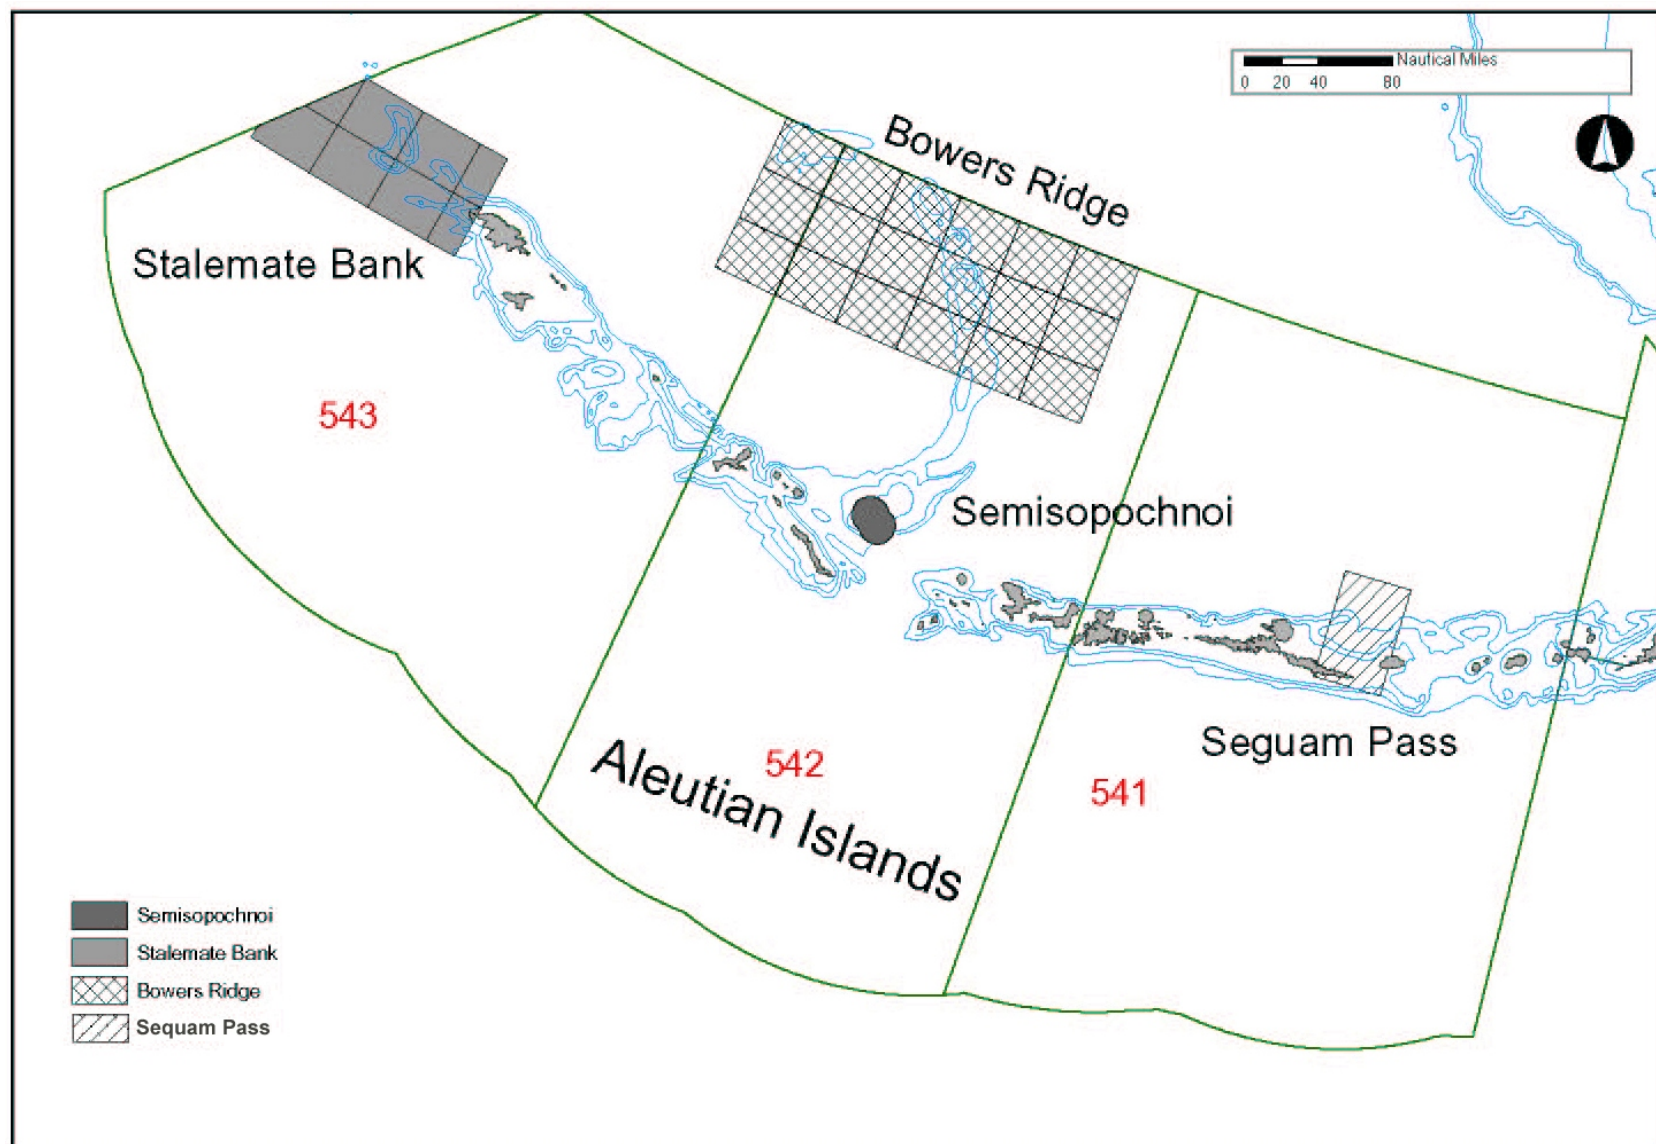 Nautical Miles
0 20 40 80
Bowers Ridge
Stalemate Bank
543
Semisopochnoi
Seguam Pass
542
541
Aleutian Islands
Semisopochnoi
Stalemate Bank
Bowers Ridge
Sequam Pass